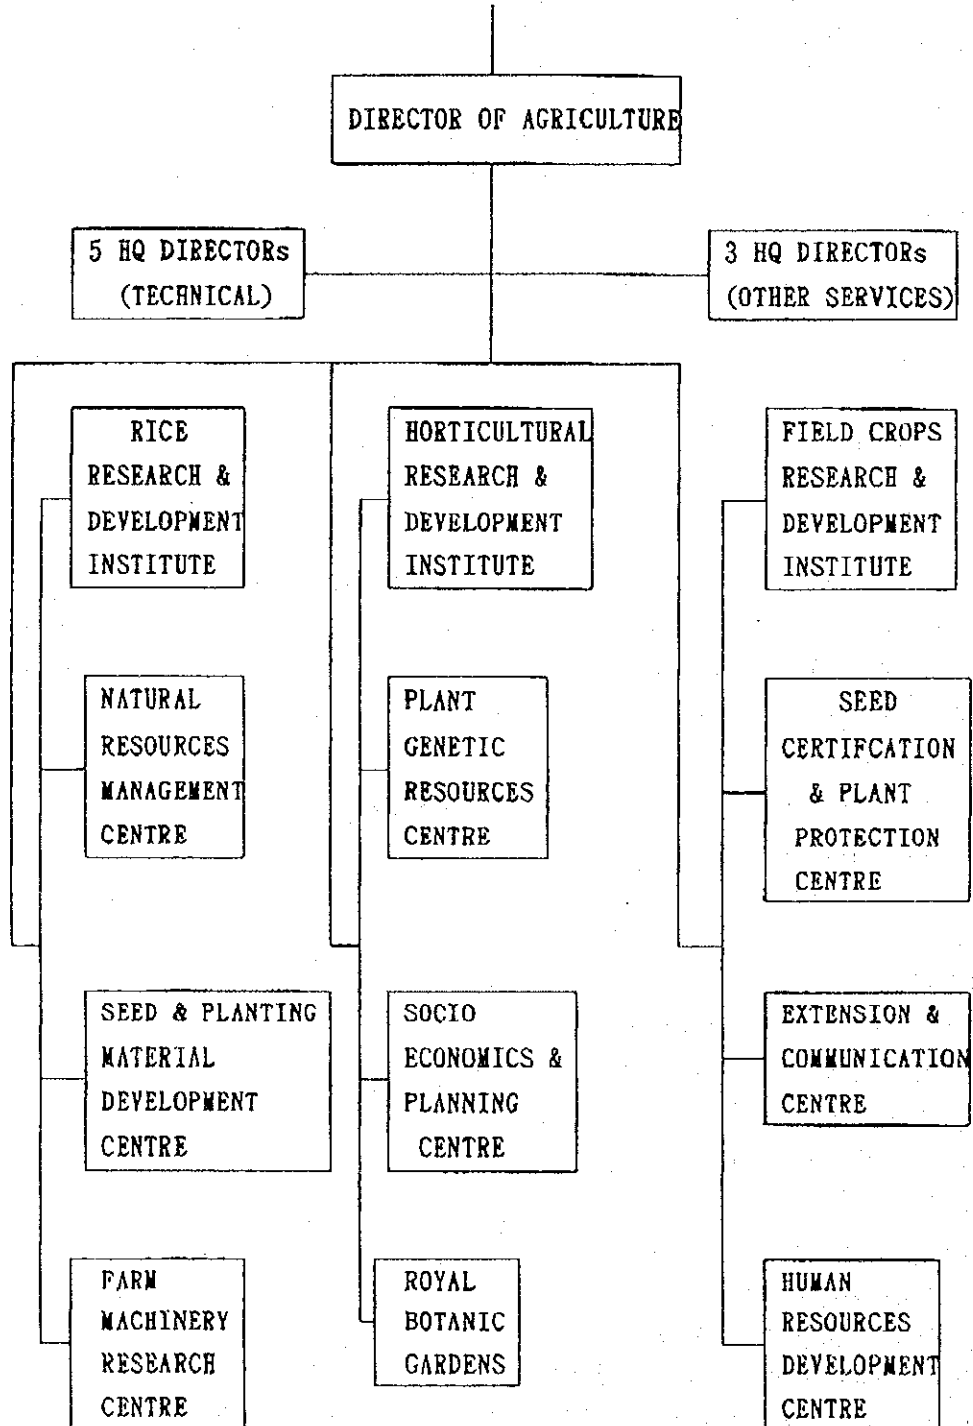 DIRECTOR OF AGRICULTURE
5 HQ DIRECTORs
(TECHNICAL)
3 HQ DIRECTORs
(OTHER SERVICES)
RICE
RESEARCH &
DEVELOPMENT
INSTITUTE
HORTICULTURAL
RESEARCH &
DEVELOPMENT
INSTITUTE
FIELD CROPS
RESEARCH &
DEVELOPMENT
INSTITUTE
NATURAL
RESOURCES
MANAGEMENT
CENTRE
PLANT
GENETIC
RESOURCES
CENTRE
SEED
CERTIFCATION
& PLANT
PROTECTION
CENTRE
SEED & PLANTING
MATERIAL
DEVELOPMENT
CENTRE
SOCIO
ECONOMICS &
PLANNING
CENTRE
EXTENSION &
COMMUNICATION
CENTRE
FARM
MACHINERY
RESEARCH
CENTRE
ROYAL
BOTANIC
GARDENS
HUMAN
RESOURCES
DEVELOPMENT
CENTRE